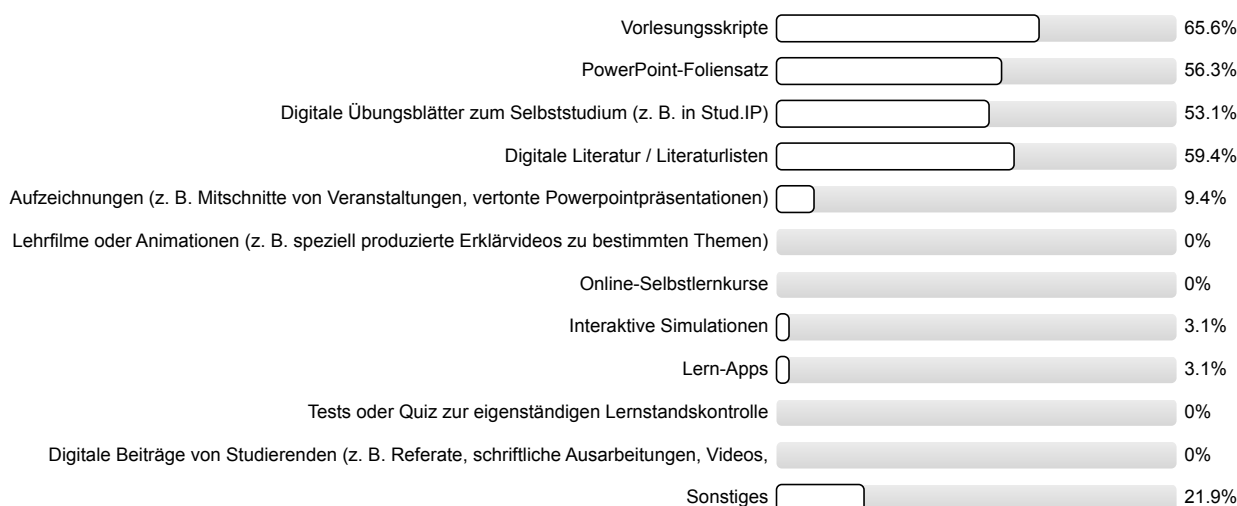 Vorlesungsskripte 65.6%
PowerPoint-Foliensatz 56.3%
Digitale Übungsblätter zum Selbststudium (z. B. in Stud.IP) 53.1%
Digitale Literatur / Literaturlisten 59.4%
Aufzeichnungen (z. B. Mitschnitte von Veranstaltungen, vertonte Powerpointpräsentationen) 9.4%
Lehrfilme oder Animationen (z. B. speziell produzierte Erklärvideos zu bestimmten Themen) 0%
Online-Selbstlernkurse 0%
Interaktive Simulationen 3.1%
Lern-Apps 3.1%
Tests oder Quiz zur eigenständigen Lernstandskontrolle 0%
Digitale Beiträge von Studierenden (z. B. Referate, schriftliche Ausarbeitungen, Videos, 0%
Sonstiges 21.9%